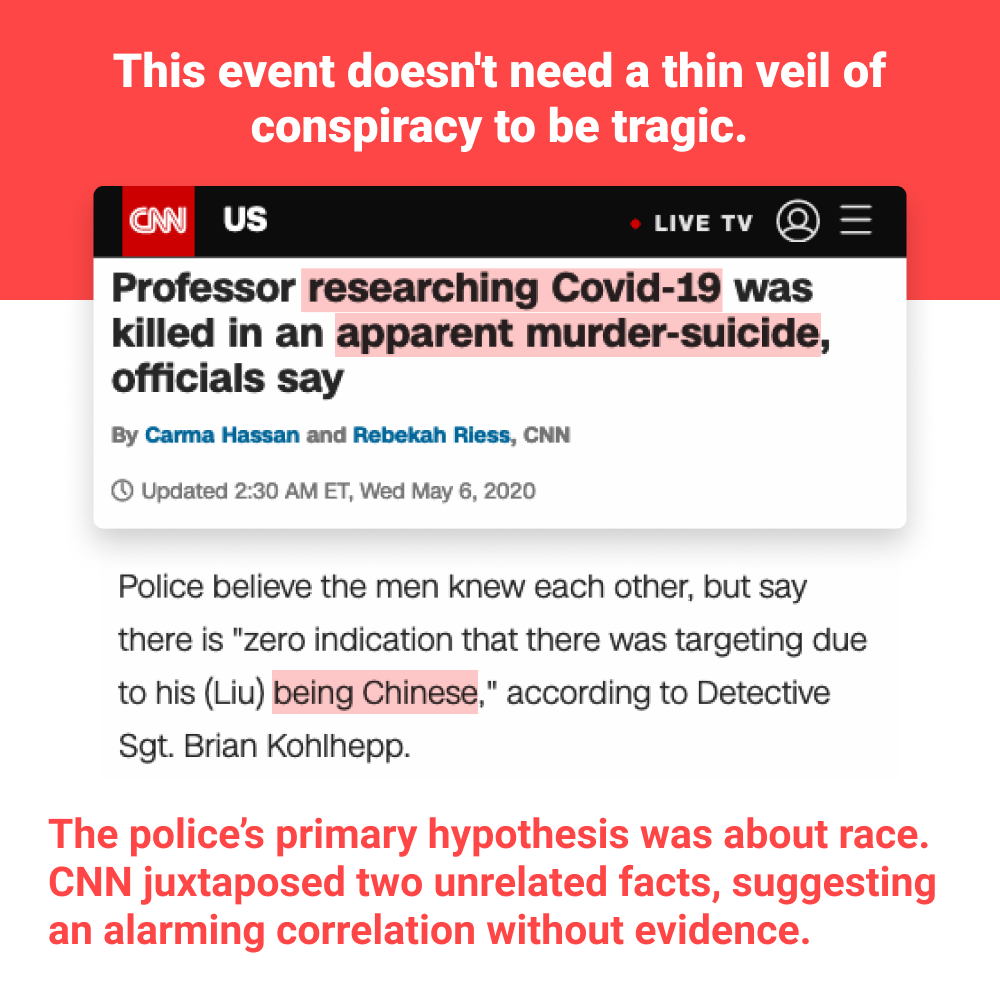 This event doesn't need a thin veil of
conspiracy to be tragic.
CNN US LIVE TV
Professor researching Covid-19 was
killed in an apparent murder-suicide,
officials say
By Carma Hassan and Rebekah Riess, CNN
Updated 2:30 AM ET, Wed May 6, 2020
Police believe the men knew each other, but say
there is "zero indication that there was targeting due
to his (Liu) being Chinese," according to Detective
Sgt. Brian Kohlhepp.
The police’s primary hypothesis was about race.
CNN juxtaposed two unrelated facts, suggesting
an alarming correlation without evidence.